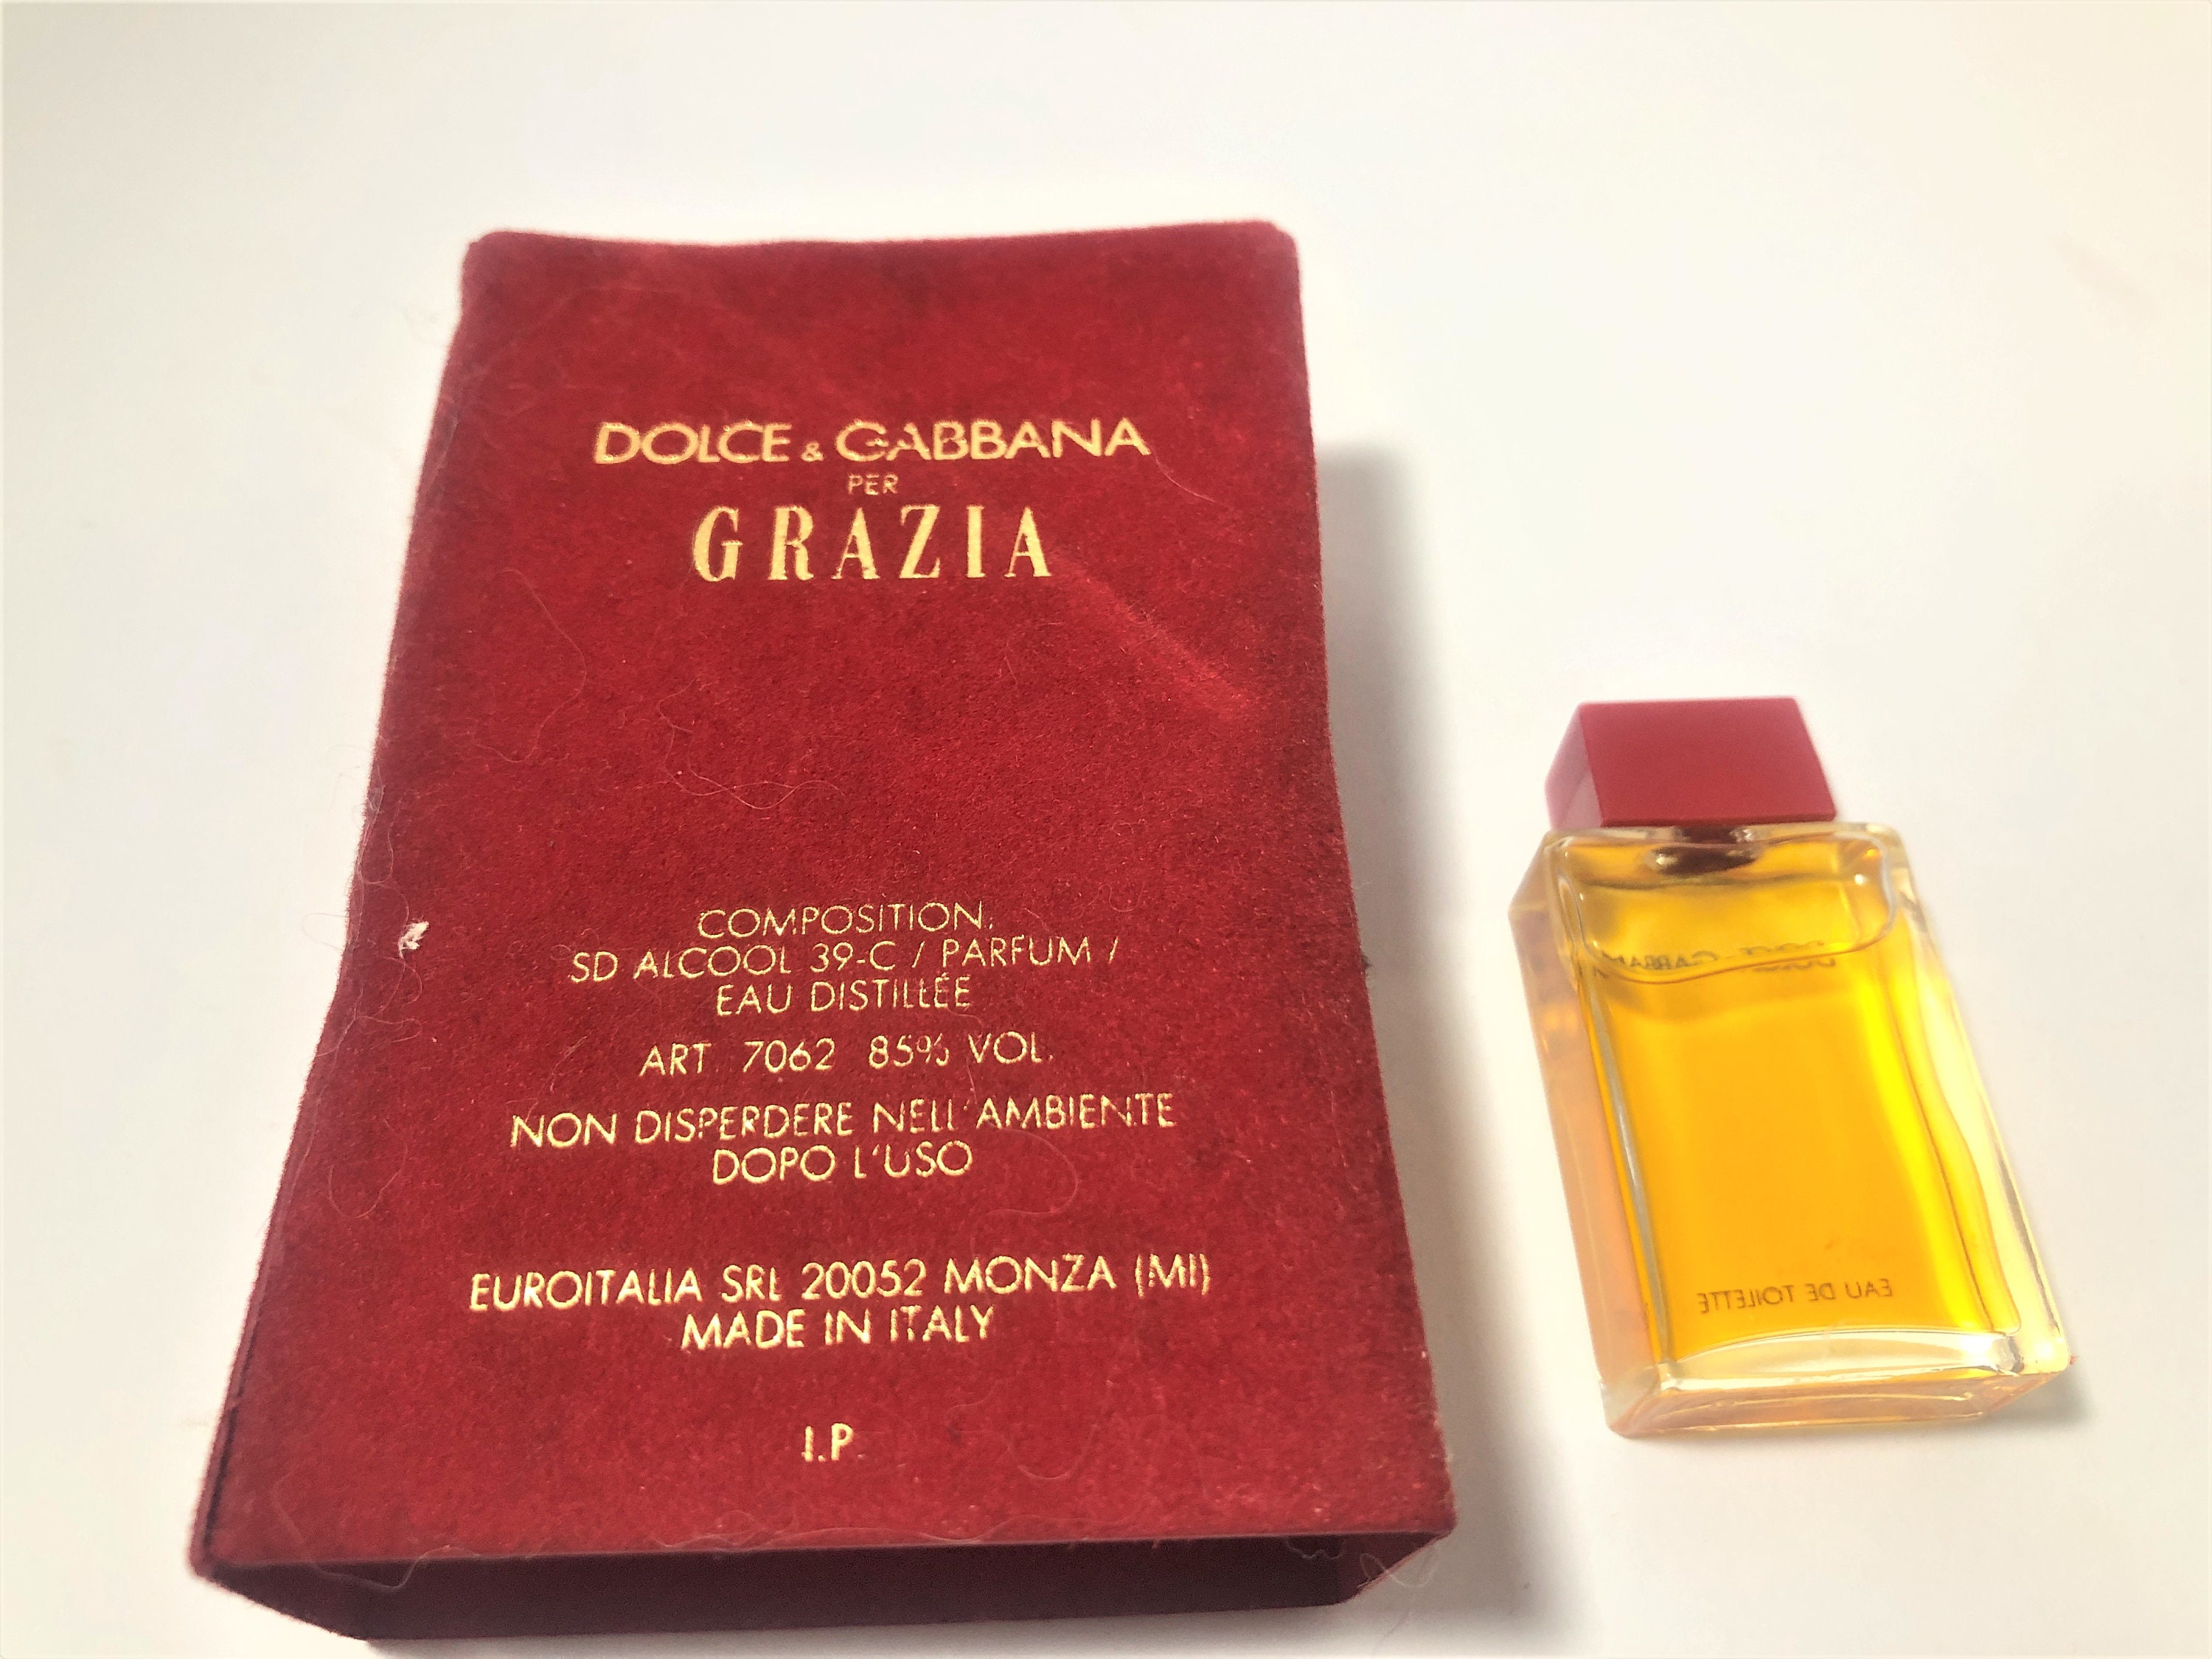 DOLCE & GABBANA
PER
GRAZIA
COMPOSITION.
SD ALCOOL 39-C / PARFUM /
EAU DISTILLÉE
ART. 7062 85% VOL.
NON DISPERDERE NELL'AMBIENTE
DOPO L'USO
EUROITALIA SRL 20052 MONZA (MI)
MADE IN ITALY
I.P.
EAU DE TOILETTE